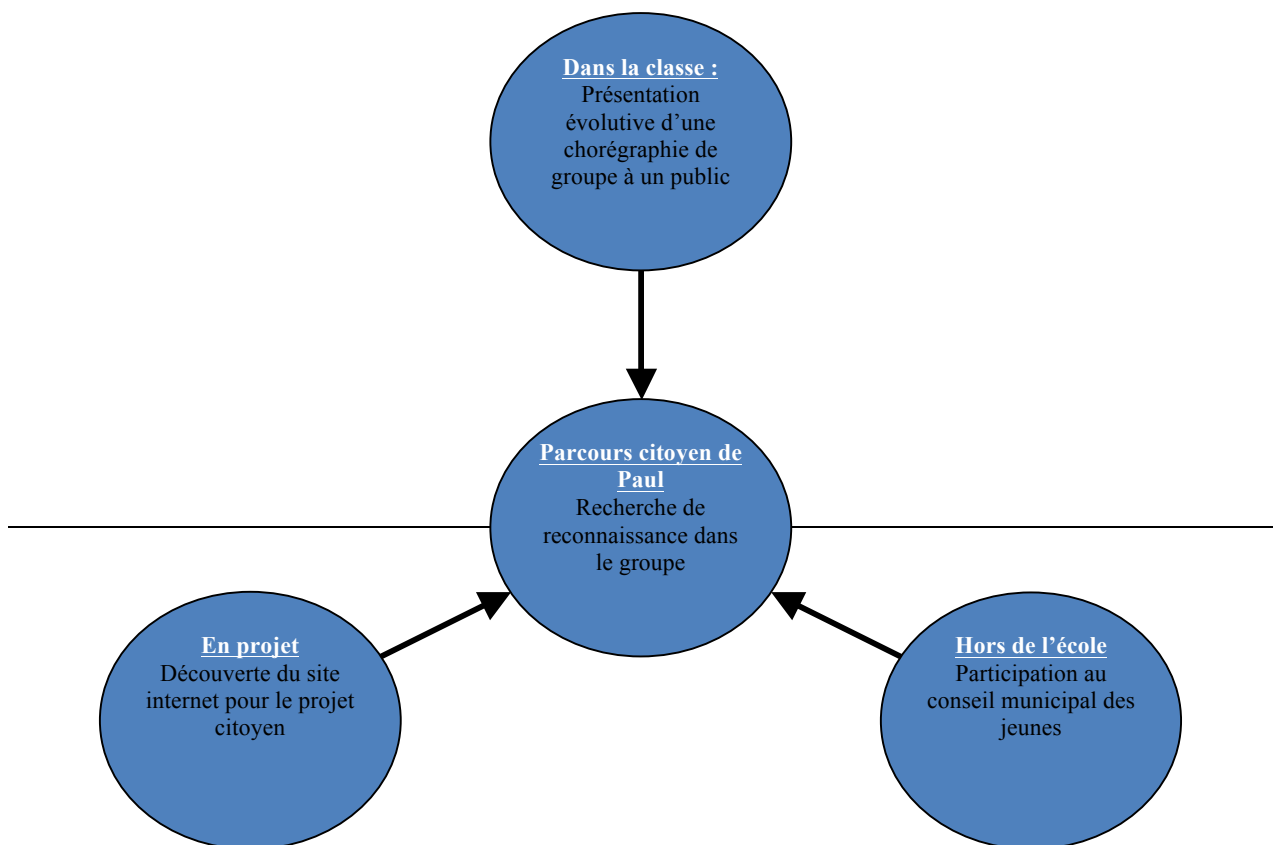 Dans la classe :
Présentation
évolutive d’une
chorégraphie de
groupe à un public
Parcours citoyen de
Paul
Recherche de
reconnaissance dans
le groupe
En projet
Découverte du site
internet pour le projet
citoyen
Hors de l’école
Participation au
conseil municipal des
jeunes